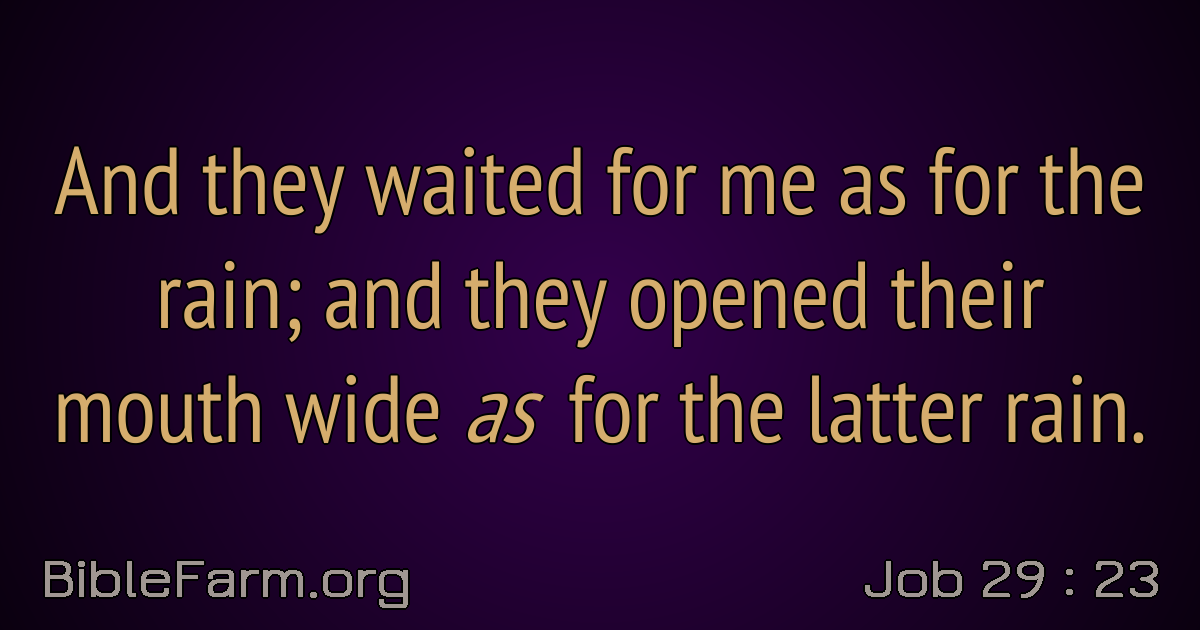 And they waited for me as for the
rain; and they opened their
mouth wide as for the latter rain.
BibleFarm.org
Job 29 : 23